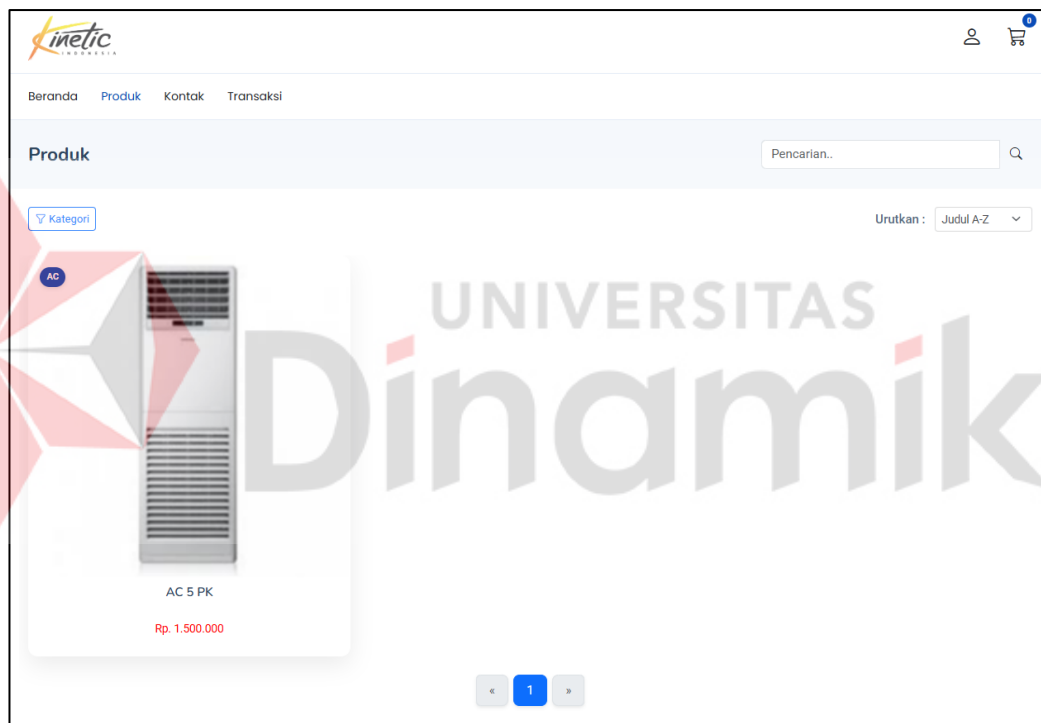 Kinetic
INDONESIA
0
Beranda Produk Kontak Transaksi
Produk
Pencarian..
Kategori
Urutkan : Judul A-Z
AC
UNIVERSITAS
Dinamik
AC 5 PK
Rp. 1.500.000
« 1 »